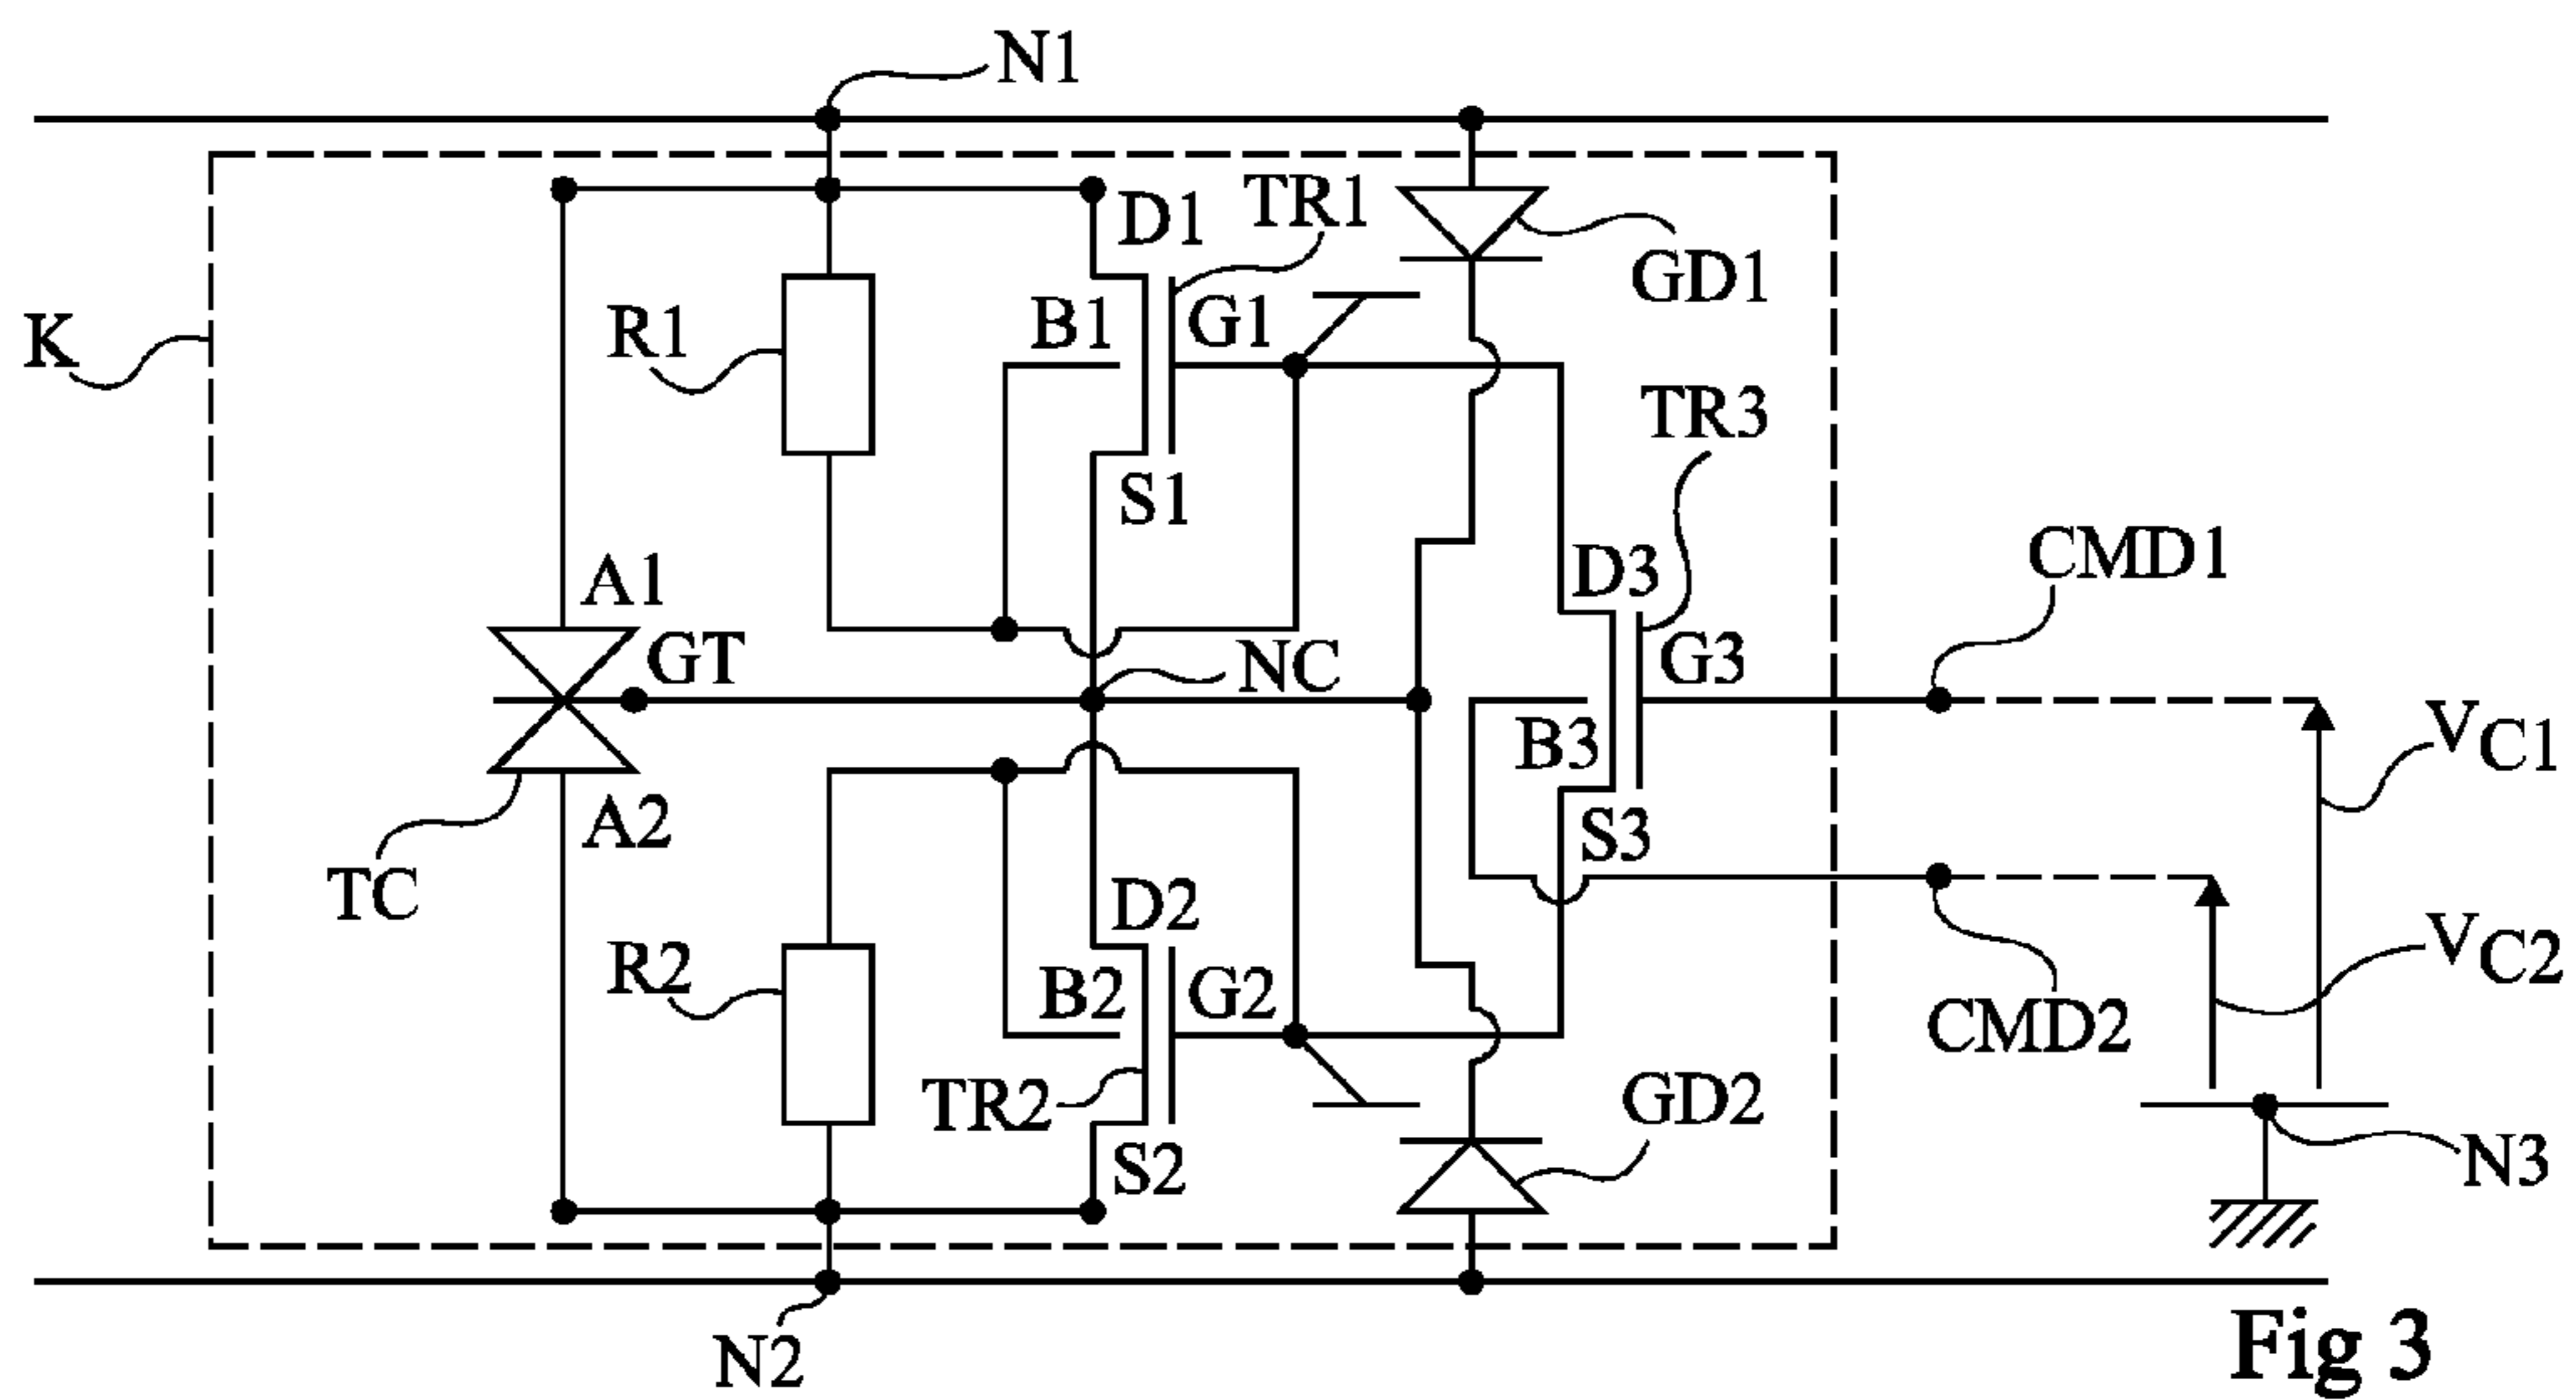 N1
D1
TR1
GD1
K
R1
B1
G1
TR3
S1
A1
D3
CMD1
GT
NC
G3
B3
VC1
A2
S3
TC
D2
R2
B2
G2
VC2
CMD2
TR2
GD2
S2
N3
N2
Fig 3